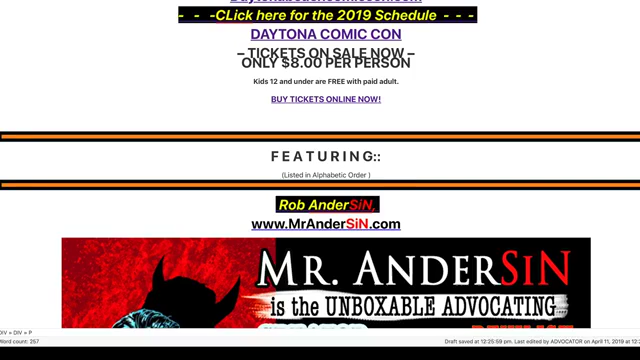 - - -CLick here for the 2019 Schedule - - -
DAYTONA COMIC CON
– TICKETS ON SALE NOW –
ONLY $8.00 PER PERSON
Kids 12 and under are FREE with paid adult.
BUY TICKETS ONLINE NOW!
F E A T U R I N G::
(Listed in Alphabetic Order )
Rob AnderSiN,
www.MrAnderSiN.com
MR. ANDERSIN
is the UNBOXABLE ADVOCATING
DIV » DIV » P
Word count: 257
Draft saved at 12:25:59 pm. Last edited by ADVOCATOR on April 11, 2019 at 12: